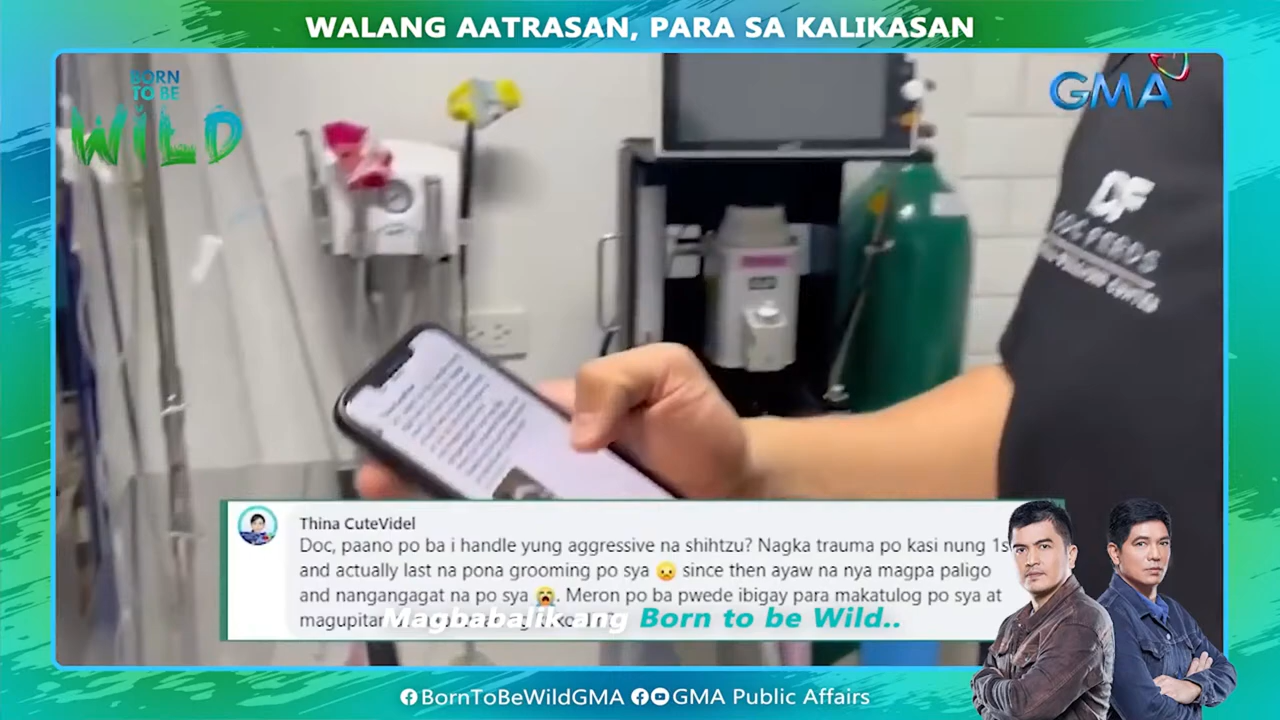 WALANG AATRASAN, PARA SA KALIKASAN
BORN
TO BE
WILD
GMA
DF
Thina CuteVidel
Doc, paano po ba i handle yung aggressive na shihtzu? Nagka trauma po kasi nung 1s
and actually last na pona grooming po sya 😟 since then ayaw na nya magpa paligo
and nangangagat na po sya 😭. Meron po ba pwede ibigay para makatulog po sya at
magupitan
Magbabalik ang Born to be Wild..
BornToBeWildGMA GMA Public Affairs